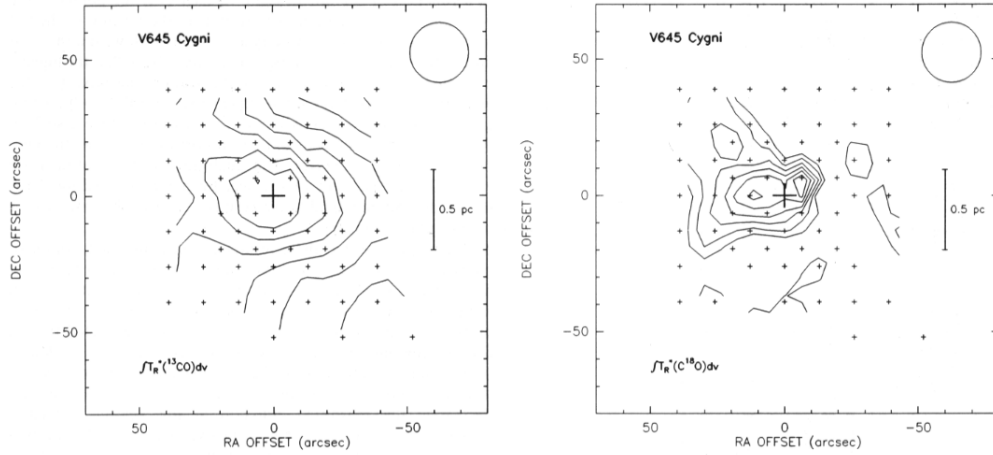 V645 Cygni
50
0
-50
DEC OFFSET (arcsec)
0.5 pc
∫T_R*(¹³CO)dv
50
0
-50
RA OFFSET (arcsec)
V645 Cygni
50
0
-50
DEC OFFSET (arcsec)
0.5 pc
∫T_R*(C¹⁸O)dv
50
0
-50
RA OFFSET (arcsec)